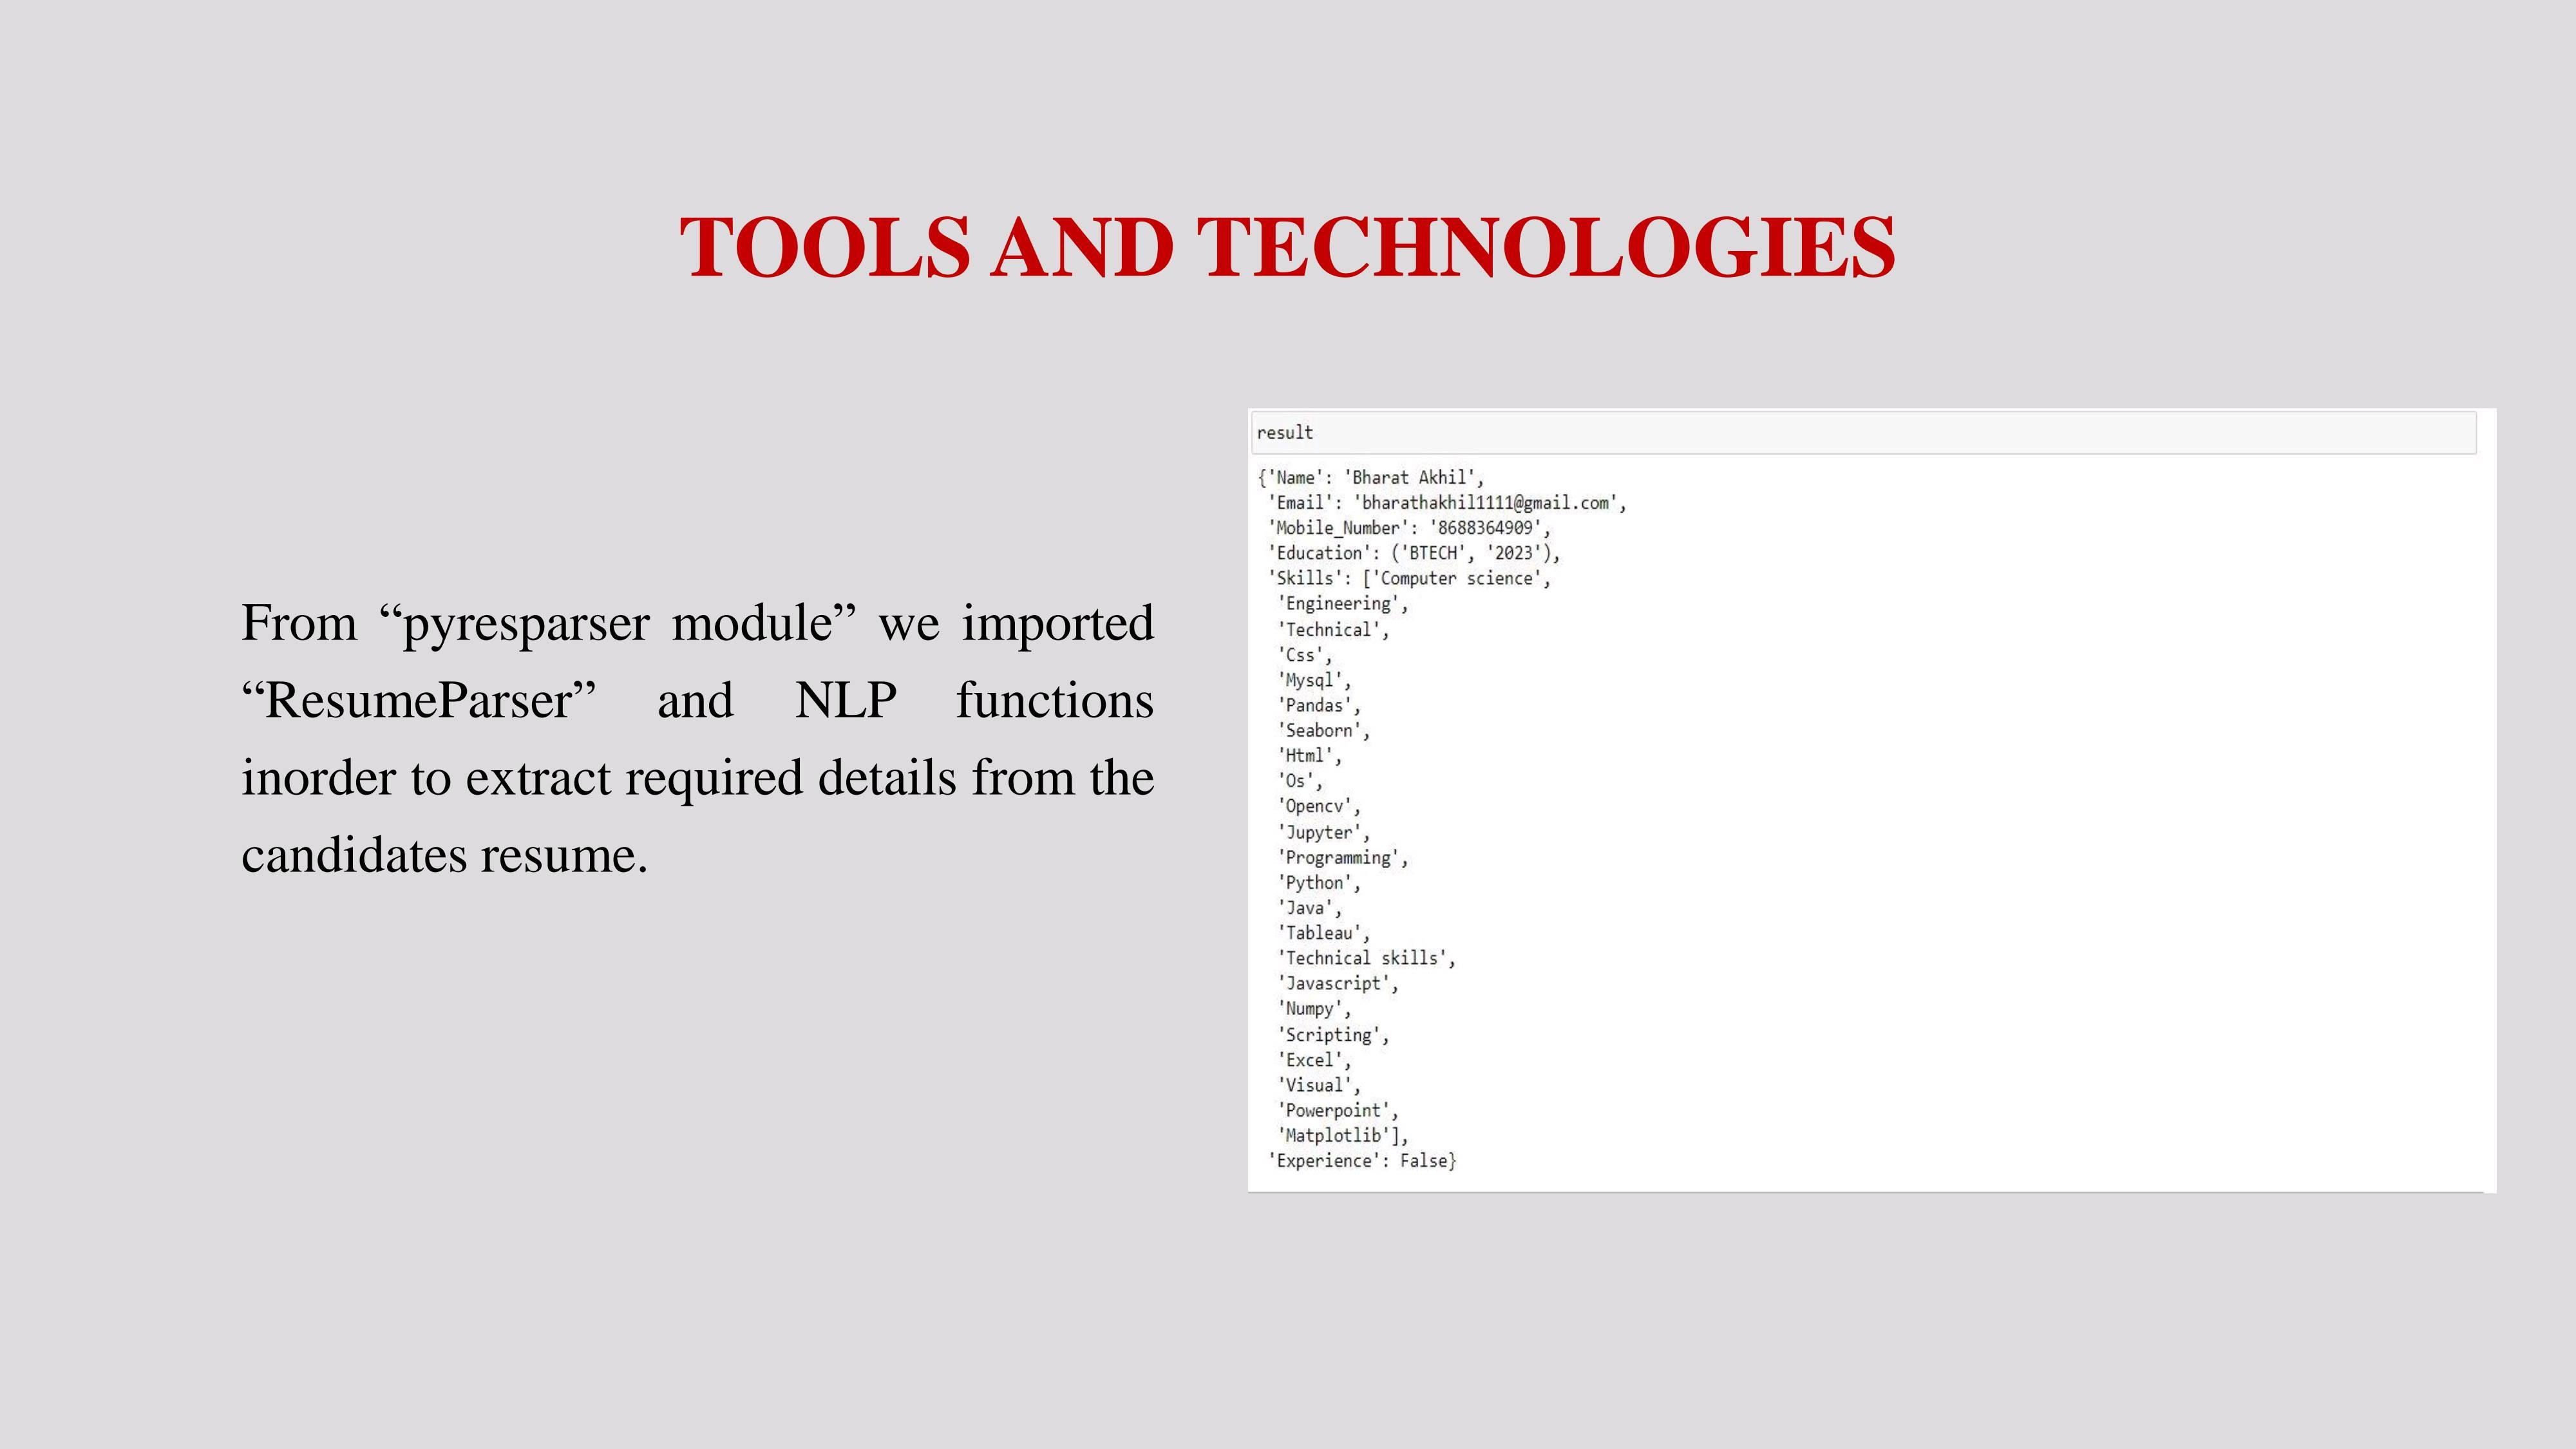 TOOLS AND TECHNOLOGIES
From “pyresparser module” we imported
“ResumeParser” and NLP functions
inorder to extract required details from the
candidates resume.
result
{'Name': 'Bharat Akhil',
'Email': 'bharathakhil1111@gmail.com',
'Mobile_Number': '8688364909',
'Education': ('BTECH', '2023'),
'Skills': ['Computer science',
'Engineering',
'Technical',
'Css',
'Mysql',
'Pandas',
'Seaborn',
'Html',
'Os',
'Opencv',
'Jupyter',
'Programming',
'Python',
'Java',
'Tableau',
'Technical skills',
'Javascript',
'Numpy',
'Scripting',
'Excel',
'Visual',
'Powerpoint',
'Matplotlib'],
'Experience': False}